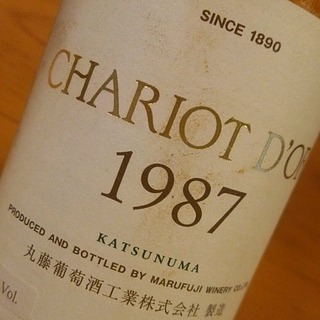 SINCE 1890
CHARIOT D'O
1987
KATSUNUMA
PRODUCED AND BOTTLED BY MARUFUJI WINERY CO.,
丸藤葡萄酒工業株式会社 製造
Vol.